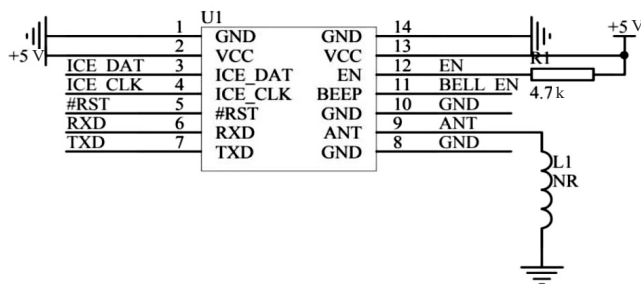 U1
+5 V
1 GND GND 14
+5 V 2 VCC VCC 13
R1
ICE_DAT 3 ICE_DAT EN 12 EN
4.7k
ICE_CLK 4 ICE_CLK BEEP 11 BELL_EN
#RST 5 #RST GND 10 GND
RXD 6 RXD ANT 9 ANT
TXD 7 TXD GND 8 GND
L1
NR